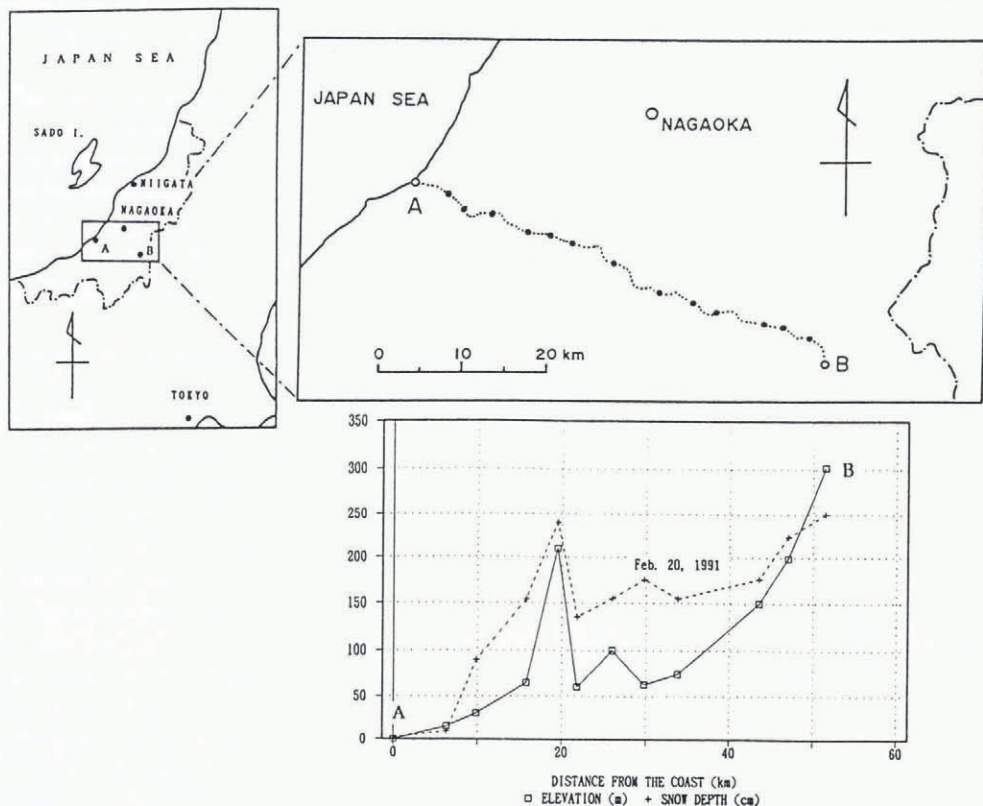 JAPAN SEA
SADO I.
NIIGATA
NAGAOKA
A
B
TOKYO
JAPAN SEA
NAGAOKA
A
B
0 10 20 km
350
300
250
200
150
100
50
0
A
B
Feb. 20, 1991
0 20 40 60
DISTANCE FROM THE COAST (km)
□ ELEVATION (m) + SNOW DEPTH (cm)